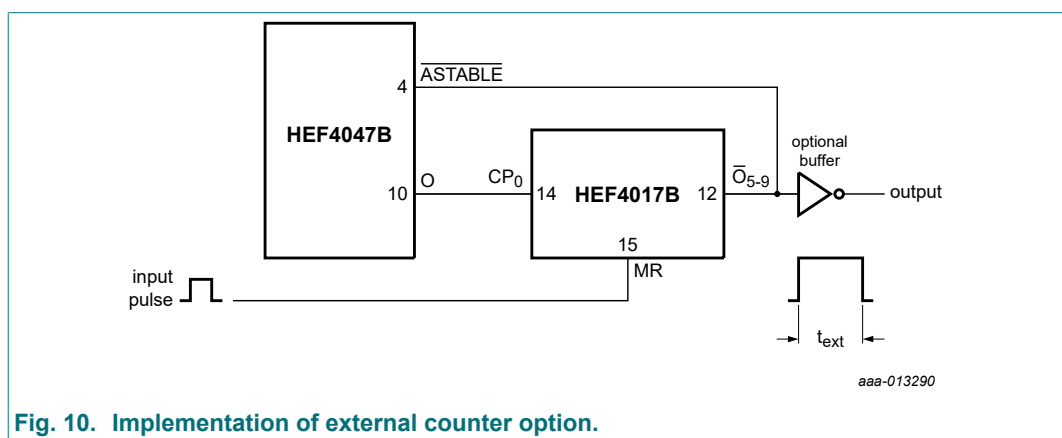 4 ASTABLE
HEF4047B
optional
buffer
10 O
CP0
14 HEF4017B 12
O5-9
output
15
MR
input
pulse
text
aaa-013290
Fig. 10. Implementation of external counter option.